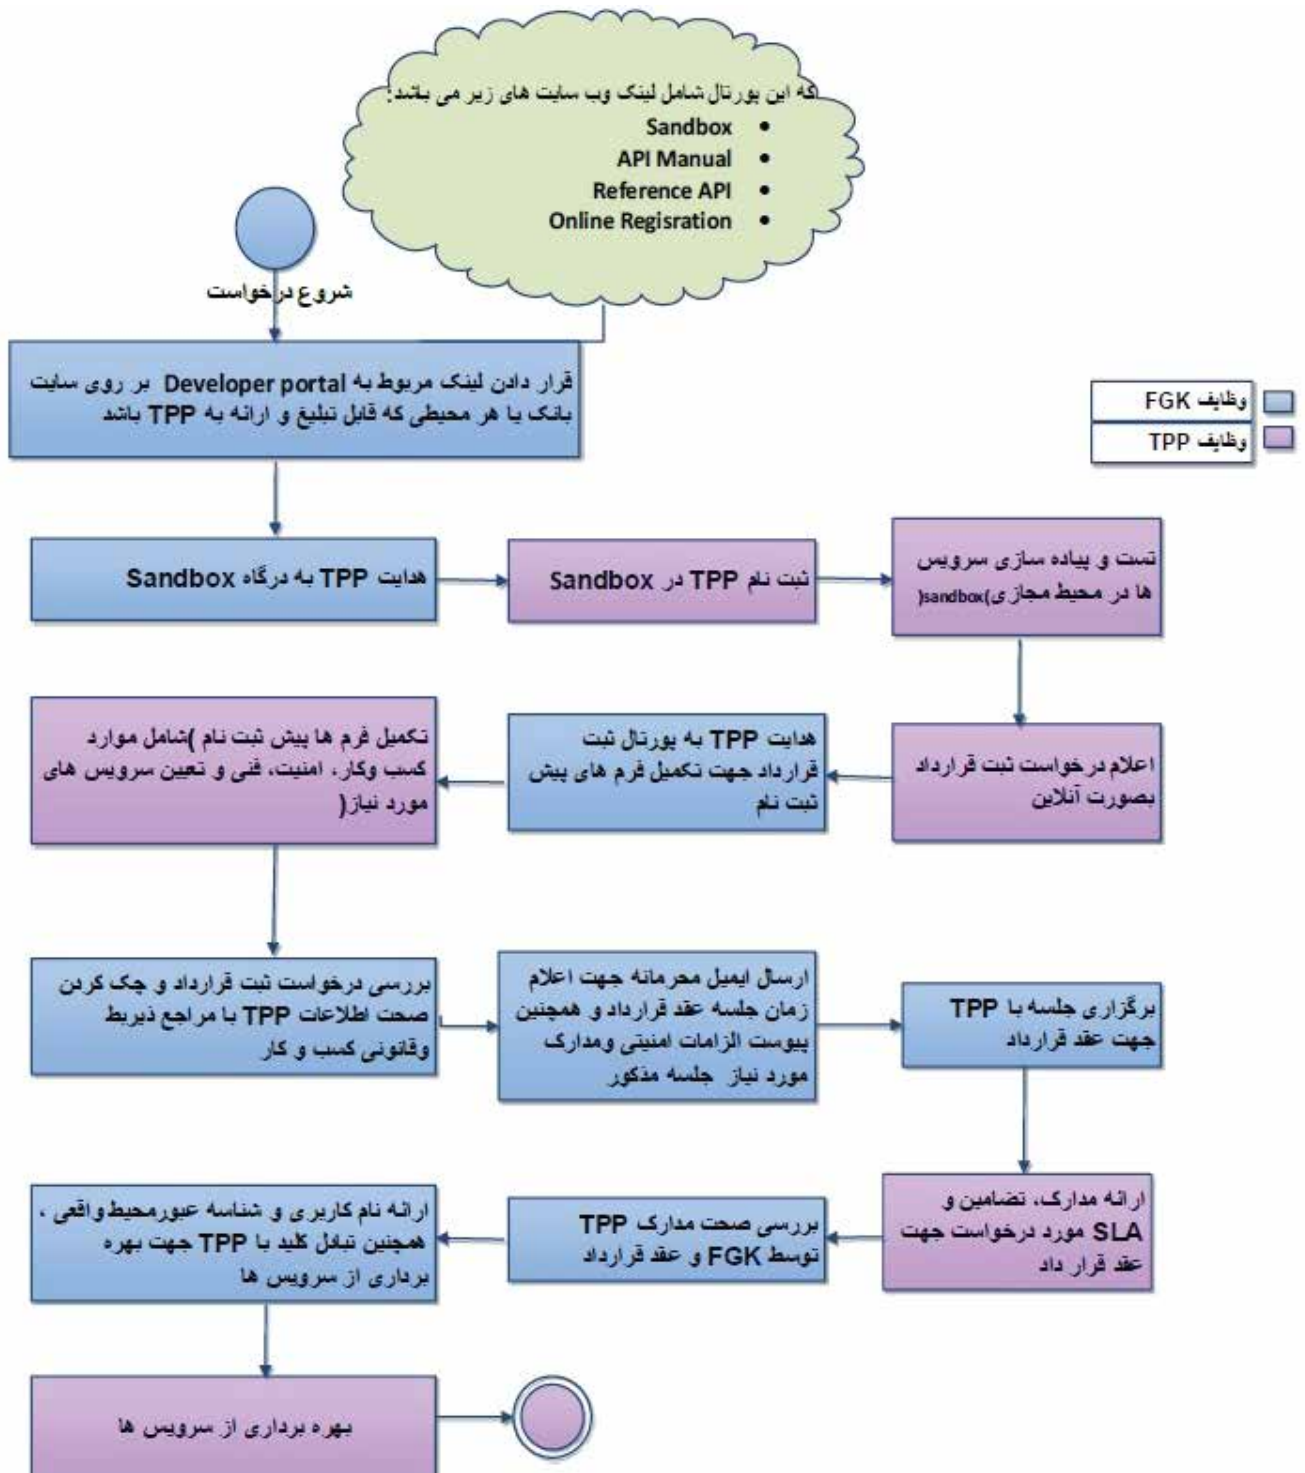 که این پورتال شامل لینک وب سایت های زیر می باشد:
• Sandbox
• API Manual
• Reference API
• Online Regisration
شروع درخواست
قرار دادن لینک مربوط به Developer portal بر روی سایت
بانک یا هر محیطی که قابل تبلیغ و ارائه به TPP باشد
وظایف FGK
وظایف TPP
هدایت TPP به درگاه Sandbox
ثبت نام TPP در Sandbox
تست و پیاده سازی سرویس
ها در محیط مجازی)sandbox(
اعلام درخواست ثبت قرارداد
بصورت آنلاین
هدایت TPP به پورتال ثبت
قرارداد جهت تکمیل فرم های پیش
ثبت نام
تکمیل فرم ها پیش ثبت نام )شامل موارد
کسب وکار، امنیت، فنی و تعیین سرویس های
مورد نیاز(
بررسی درخواست ثبت قرارداد و چک کردن
صحت اطلاعات TPP با مراجع ذیربط
وقانونی کسب و کار
ارسال ایمیل محرمانه جهت اعلام
زمان جلسه عقد قرارداد و همچنین
پیوست الزامات امنیتی ومدارک
مورد نیاز جلسه مذکور
برگزاری جلسه با TPP
جهت عقد قرارداد
ارائه مدارک، تضامین و
SLA مورد درخواست جهت
عقد قرار داد
بررسی صحت مدارک TPP
توسط FGK و عقد قرارداد
ارائه نام کاربری و شناسه عبورمحیط واقعی ،
همچنین تبادل کلید با TPP جهت بهره
برداری از سرویس ها
بهره برداری از سرویس ها